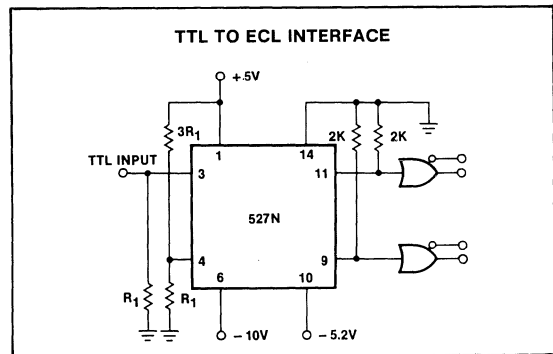 TTL TO ECL INTERFACE
+5V
3R1
2K
2K
1
14
TTL INPUT
3
11
527N
4
9
6
10
R1
R1
- 10V
- 5.2V